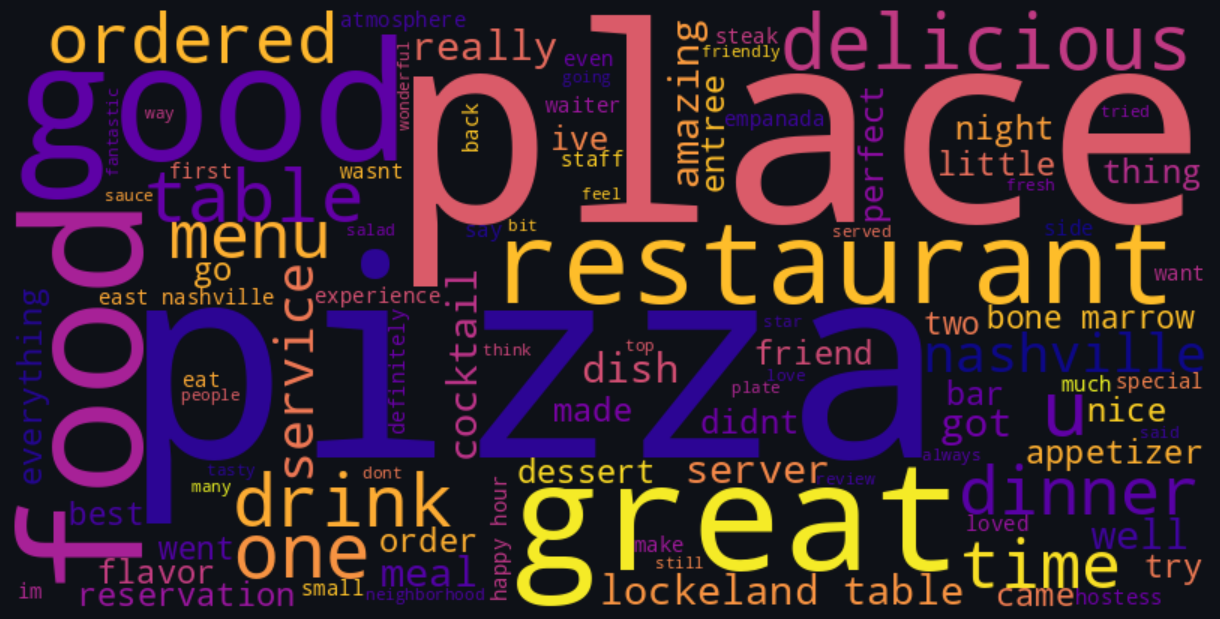 ordered
atmosphere
really
wonderful
even
going
amazing
steak
friendly
delicious
good
place
fantastic
way
back
waiter
ive
staff
feel
entree
empanada
perfect
night
tried
little
fresh
thing
first
wasnt
sauce
table
menu
salad
say
bit
served
side
go
restaurant
want
food
everything
east nashville
service
experience
cocktail
pizza
definitely
star
two
bone marrow
think
top
dish
friend
nashville
love
plate
eat
people
made
didnt
bar
got
u
much
special
nice
said
always
appetizer
tasty
dont
many
drink
dessert
server
review
great
dinner
best
happy hour
loved
well
went
one
order
make
still
time
try
flavor
meal
im
reservation
small
neighborhood
lockeland table
came
hostess